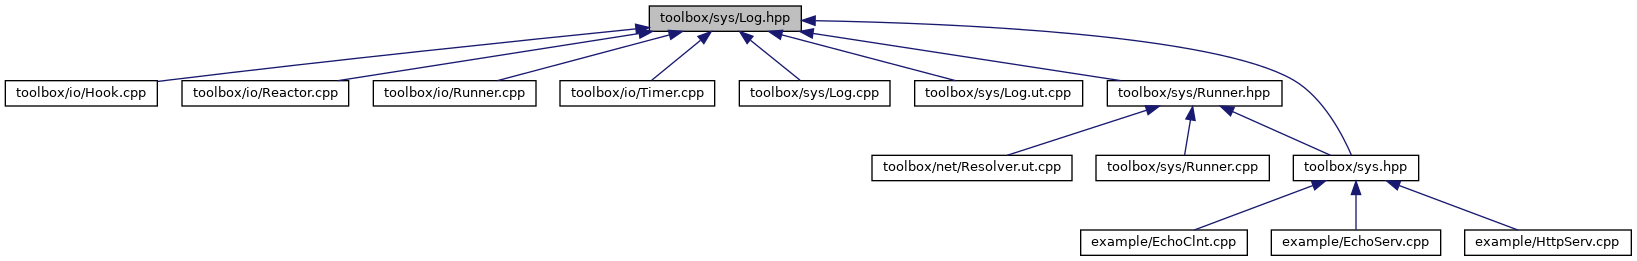 toolbox/sys/Log.hpp
toolbox/io/Hook.cpp
toolbox/io/Reactor.cpp
toolbox/io/Runner.cpp
toolbox/io/Timer.cpp
toolbox/sys/Log.cpp
toolbox/sys/Log.ut.cpp
toolbox/sys/Runner.hpp
toolbox/net/Resolver.ut.cpp
toolbox/sys/Runner.cpp
toolbox/sys.hpp
example/EchoClnt.cpp
example/EchoServ.cpp
example/HttpServ.cpp